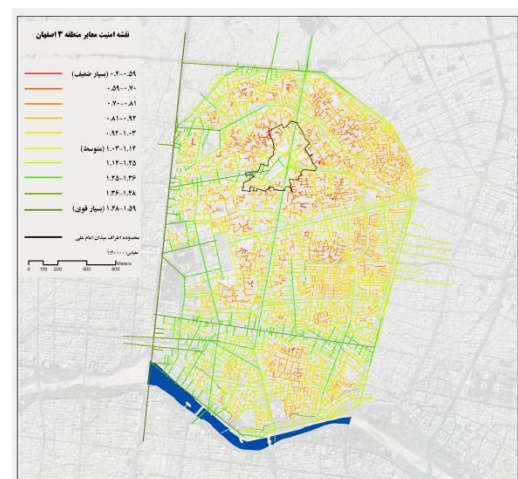 نقشه امنیت معابر منطقه ۳ اصفهان
۰.۴-۰.۵۹ (بسیار ضعیف)
۰.۵۹-۰.۷۰
۰.۷۰-۰.۸۱
۰.۸۱-۰.۹۲
۰.۹۲-۱.۰۳
۱.۰۳-۱.۱۴ (متوسط)
۱.۱۴-۱.۲۵
۱.۲۵-۱.۳۶
۱.۳۶-۱.۴۸
۱.۴۸-۱.۵۹ (بسیار قوی)
محدوده اطراف میدان امام علی
مقیاس:
0 100 200 400 600
Meters